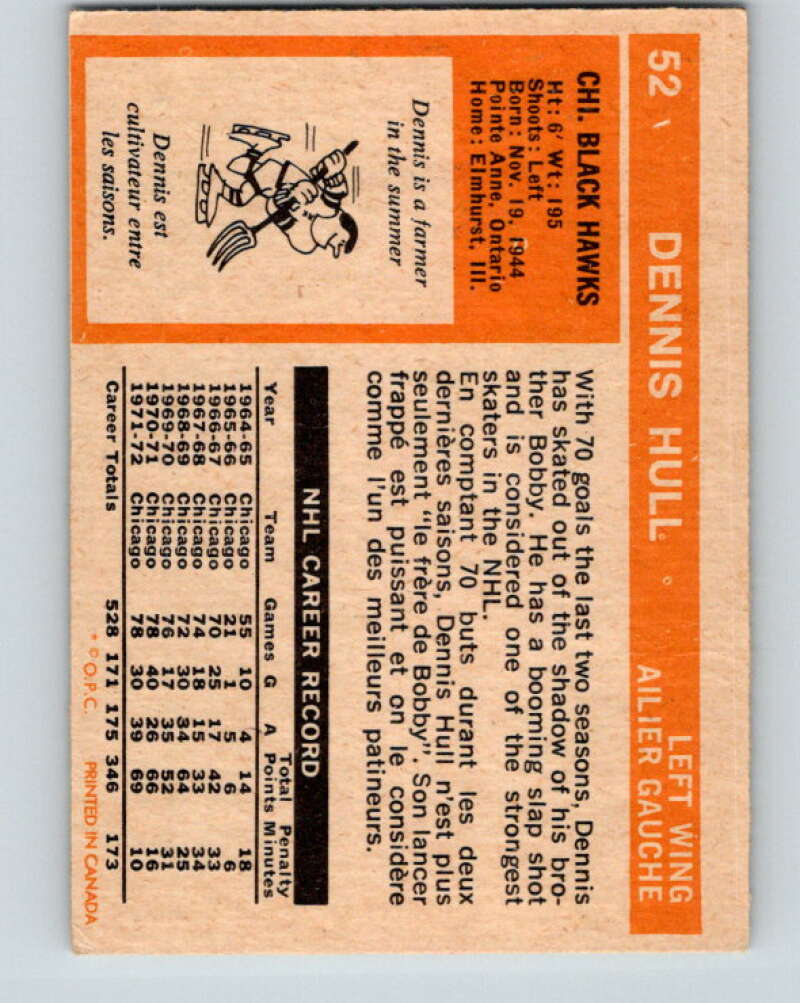 52 DENNIS HULL LEFT WING
AILIER GAUCHE
CHI. BLACK HAWKS
Ht: 6' Wt: 195
Shoots: Left
Born: Nov. 19, 1944
Pointe Anne, Ontario
Home: Elmhurst, Ill.
Dennis is a farmer
in the summer
Dennis est
cultivateur entre
les saisons.
With 70 goals the last two seasons, Dennis
has skated out of the shadow of his bro-
ther Bobby. He has a booming slap shot
and is considered one of the strongest
skaters in the NHL.
En comptant 70 buts durant les deux
dernières saisons, Dennis Hull n'est plus
seulement "le frère de Bobby". Son lancer
frappé est puissant et on le considère
comme l'un des meilleurs patineurs.
NHL CAREER RECORD
Total Penalty
Year Team Games G A Points Minutes
1964-65 Chicago 55 10 4 14 18
1965-66 Chicago 21 1 5 6 6
1966-67 Chicago 70 25 17 42 33
1967-68 Chicago 74 18 15 33 34
1968-69 Chicago 72 30 34 64 25
1969-70 Chicago 76 17 35 52 31
1970-71 Chicago 78 40 26 66 16
1971-72 Chicago 78 30 39 69 10
Career Totals 528 171 175 346 173
* © O.P.C. PRINTED IN CANADA